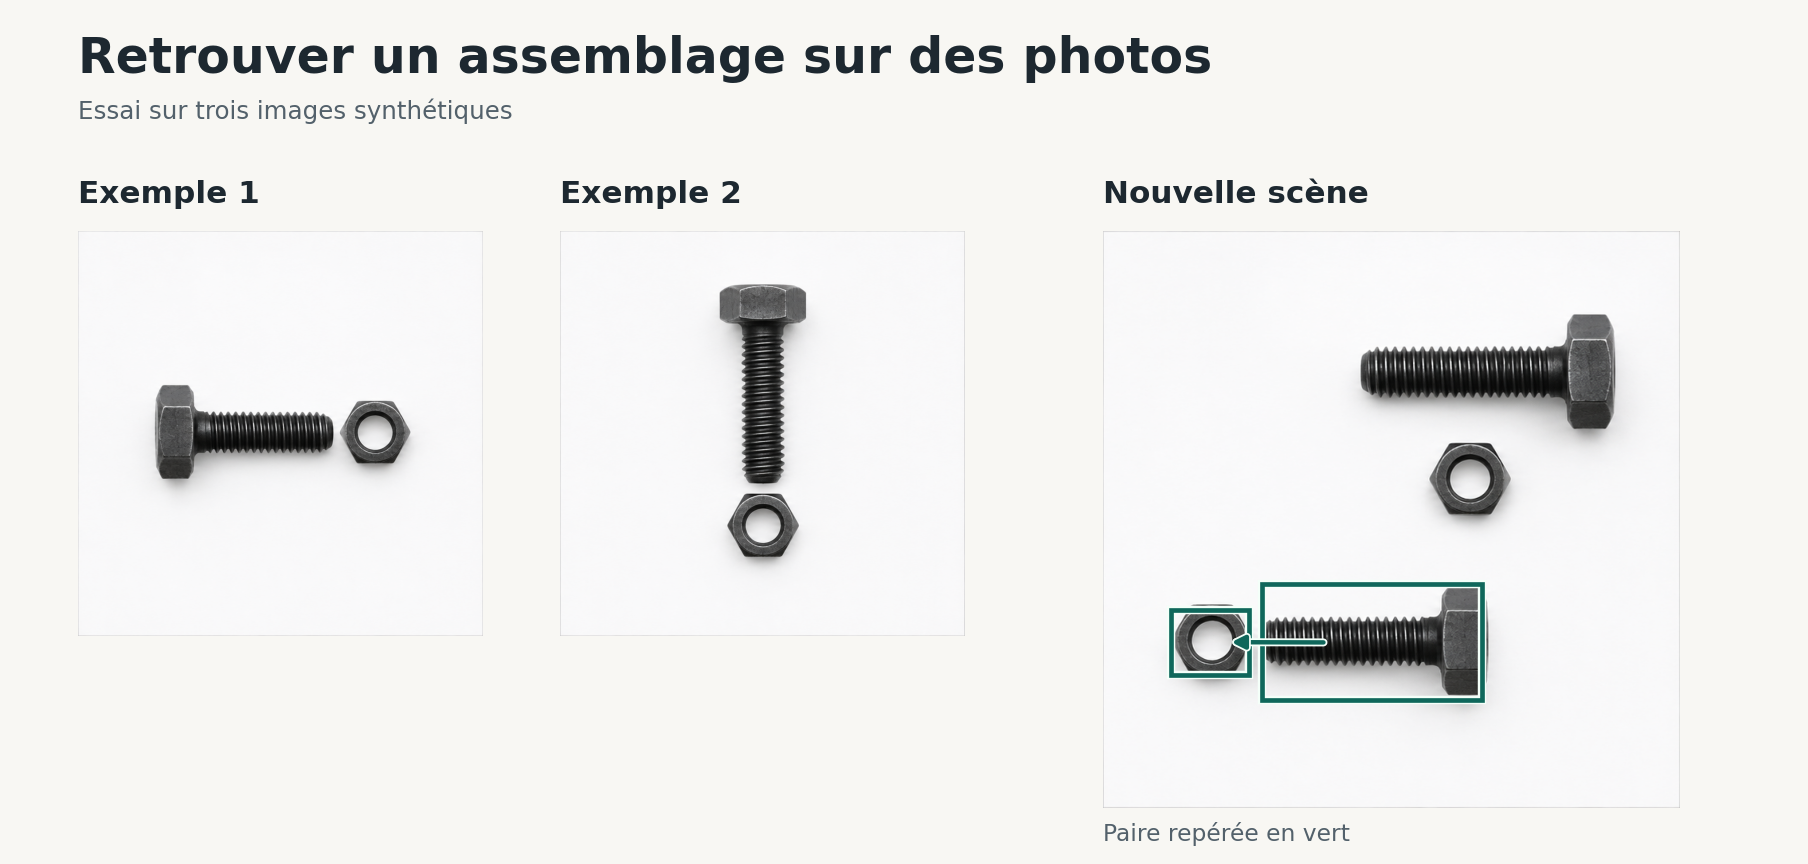 Retrouver un assemblage sur des photos
Essai sur trois images synthétiques
Exemple 1
Exemple 2
Nouvelle scène
Paire repérée en vert